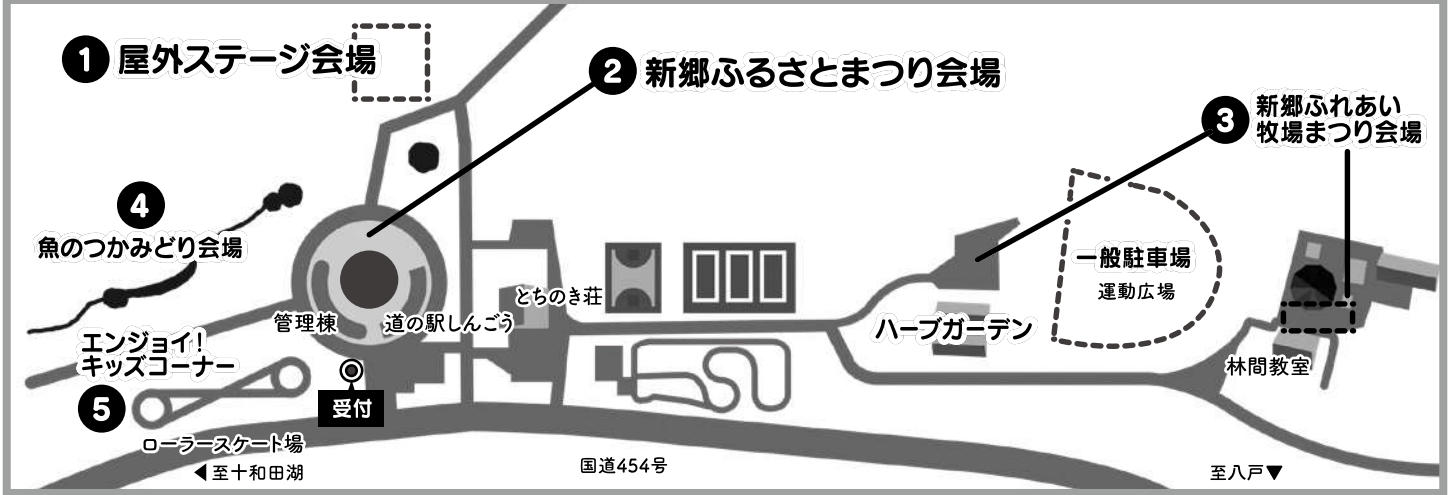 1 屋外ステージ会場
2 新郷ふるさとまつり会場
3 新郷ふれあい
牧場まつり会場
4
魚のつかみどり会場
一般駐車場
運動広場
とちのき荘
管理棟
道の駅しんごう
ハーブガーデン
エンジョイ!
キッズコーナー
5
林間教室
受付
ローラースケート場
◀至十和田湖
国道454号
至八戸▼